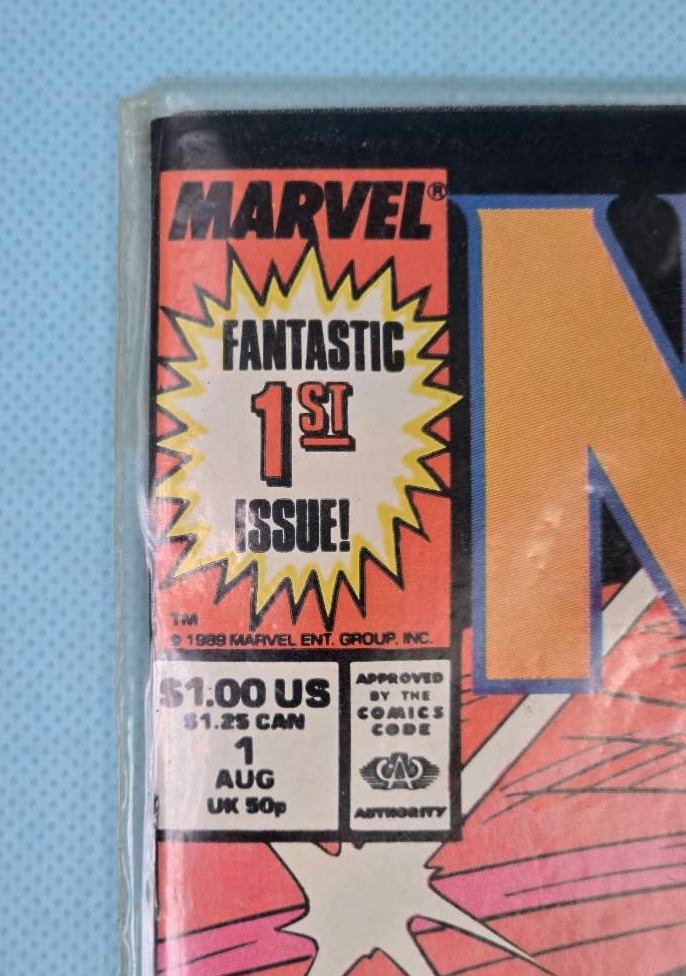 MARVEL®
FANTASTIC
1ST
ISSUE!
TM
© 1989 MARVEL ENT. GROUP, INC.
$1.00 US
$1.25 CAN
1
AUG
UK 50p
APPROVED
BY THE
COMICS
CODE
CA
AUTHORITY
N